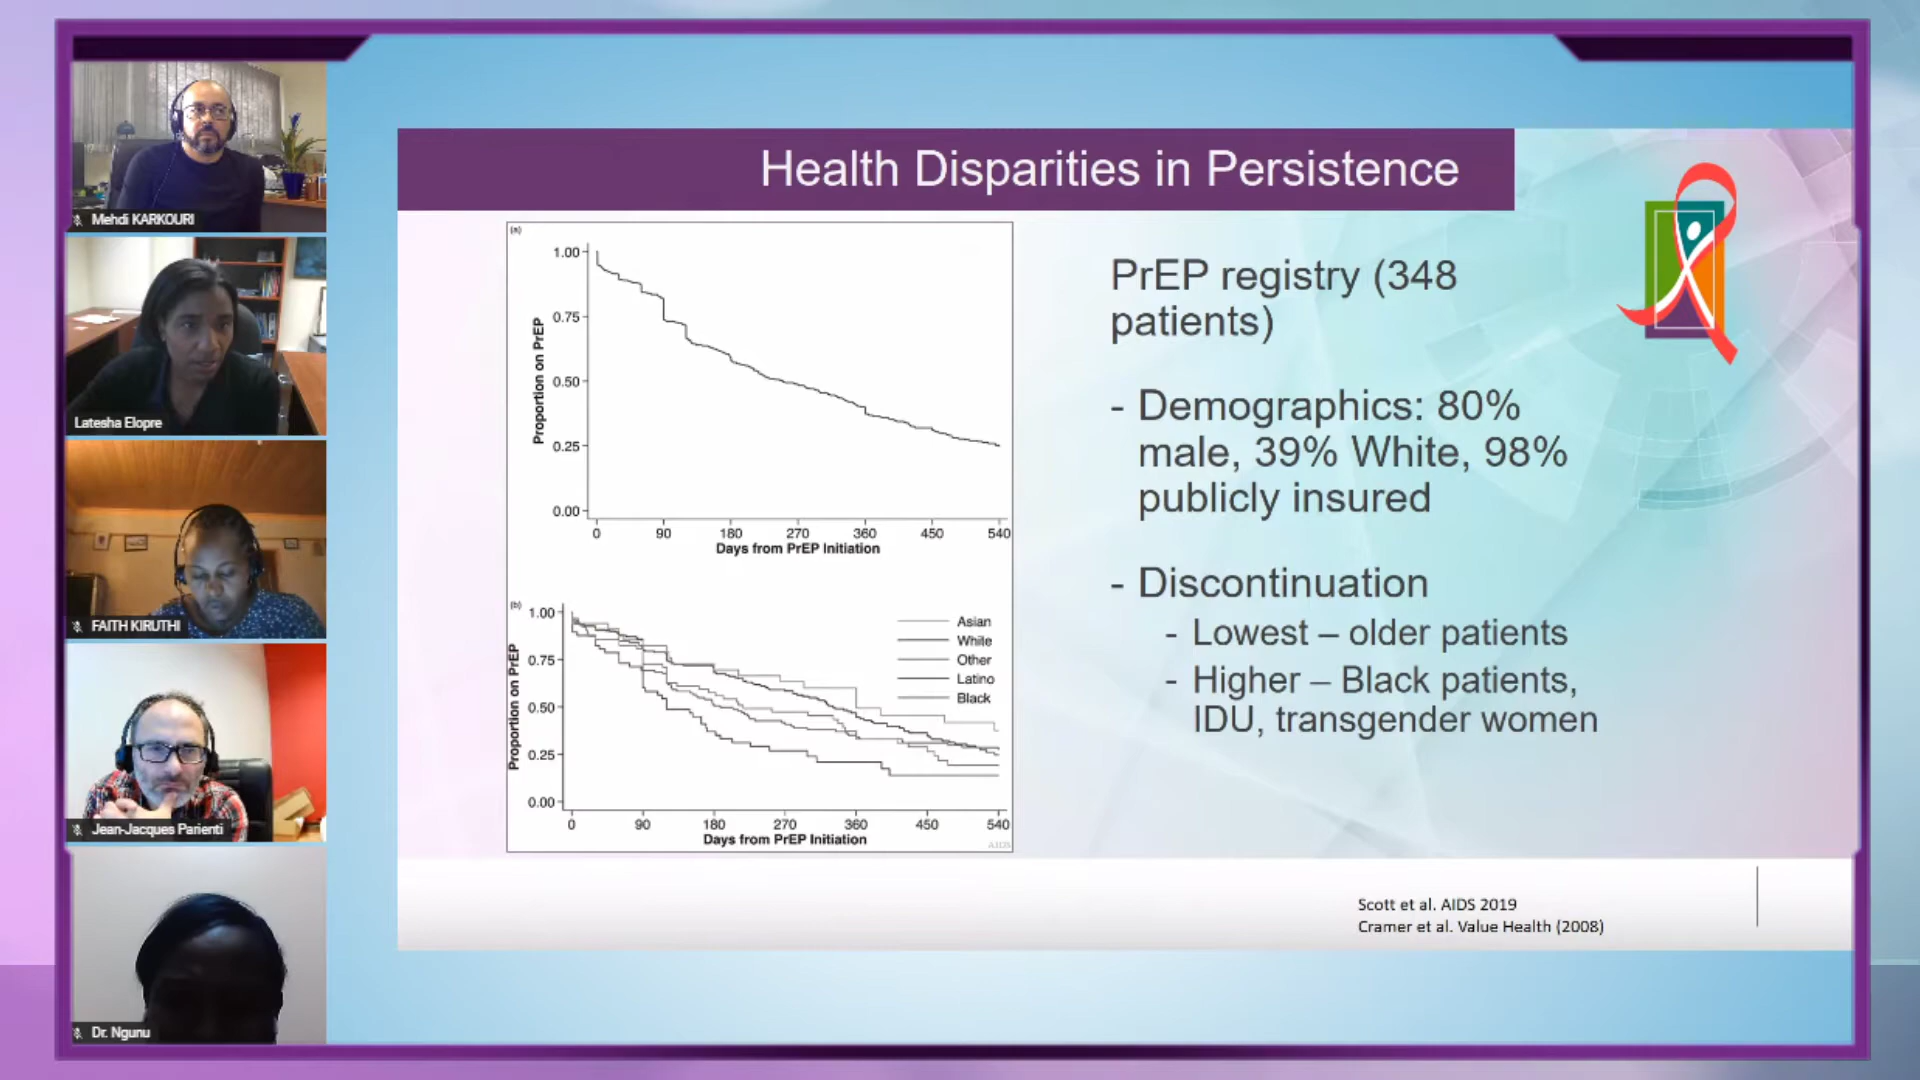 Mehdi KARKOURI
Latesha Elopre
FAITH KIRUTHI
Jean-Jacques Parienti
Dr. Ngunu
Health Disparities in Persistence
(a)
1.00
0.75
0.50
0.25
0.00
Proportion on PrEP
0 90 180 270 360 450 540
Days from PrEP Initiation
(b)
1.00
0.75
0.50
0.25
0.00
Proportion on PrEP
Asian
White
Other
Latino
Black
0 90 180 270 360 450 540
Days from PrEP Initiation
AIDS
PrEP registry (348
patients)
- Demographics: 80%
male, 39% White, 98%
publicly insured
- Discontinuation
- Lowest – older patients
- Higher – Black patients,
IDU, transgender women
Scott et al. AIDS 2019
Cramer et al. Value Health (2008)